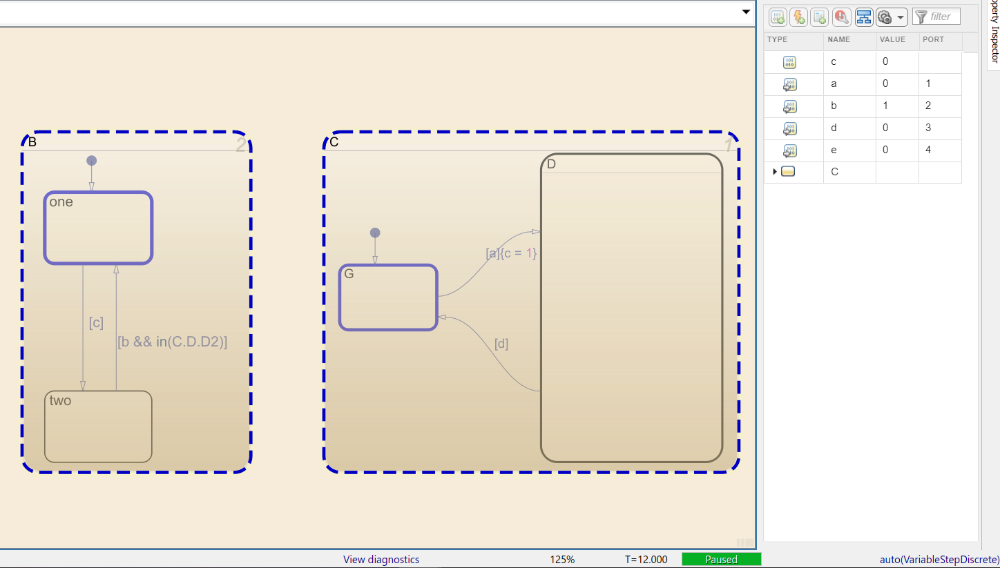 B
2
one
[c]
[b && in(C.D.D2)]
two
C
1
D
G
[a]{c = 1}
[d]
View diagnostics
125%
T=12.000
Paused
auto(VariableStepDiscrete)
filter
TYPE NAME VALUE PORT
c 0
a 0 1
b 1 2
d 0 3
e 0 4
C
operty Inspector